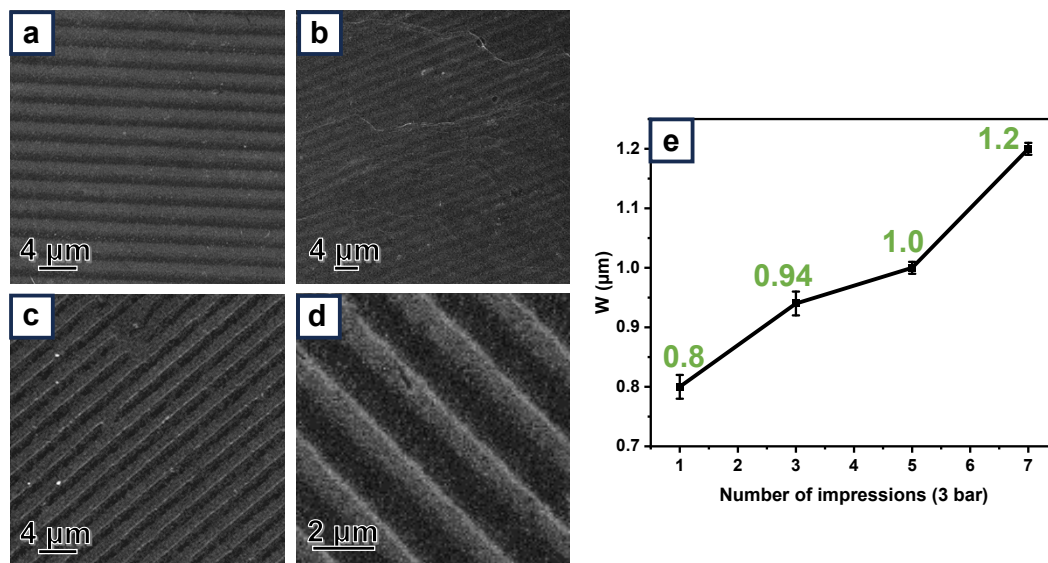 a
4 μm
b
4 μm
c
4 μm
d
2 μm
e
W (μm)
1.2
1.1
1.0
0.9
0.8
0.7
0.8
0.94
1.0
1.2
1 2 3 4 5 6 7
Number of impressions (3 bar)